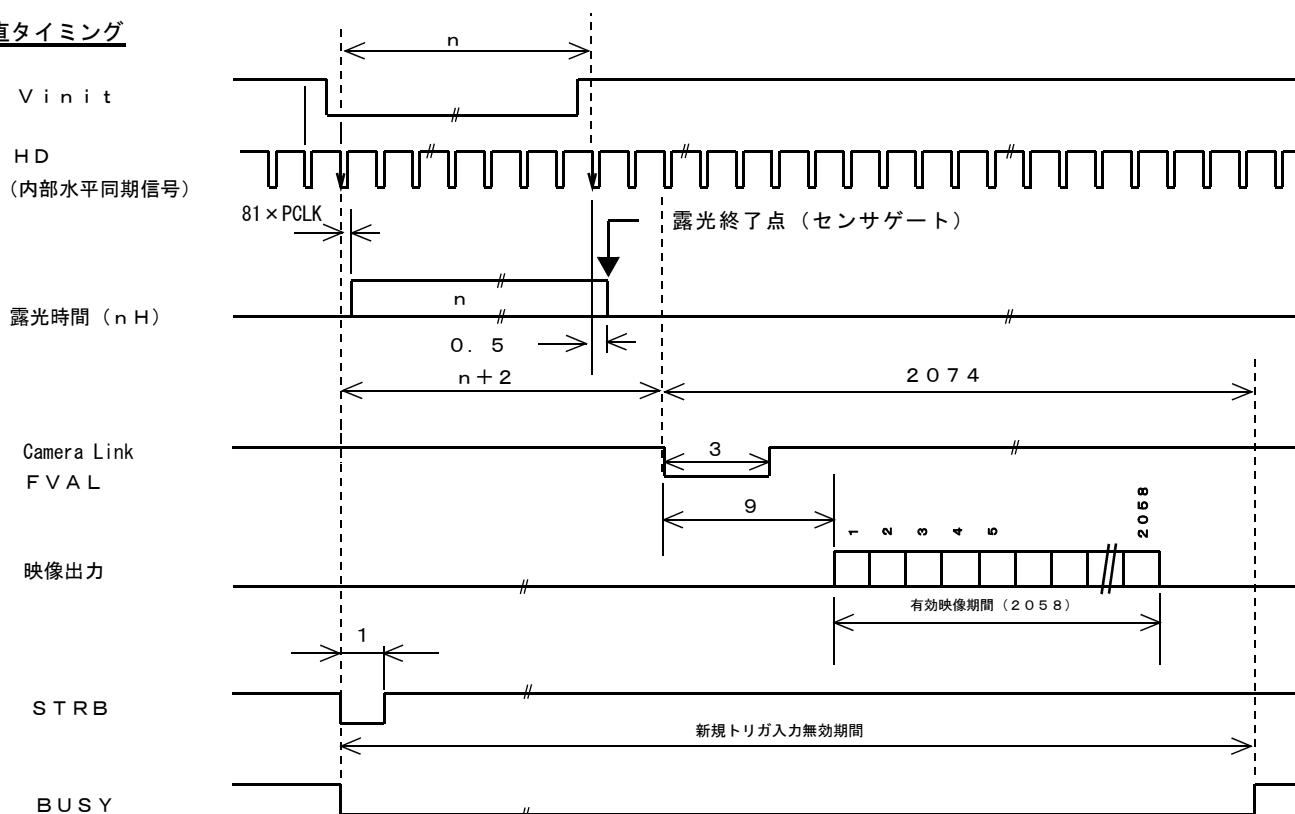 直タイミング
n
Ｖｉｎｉｔ
ＨＤ
（内部水平同期信号）
81×PCLK
露光終了点（センサゲート）
n
露光時間（ｎＨ）
０．５
ｎ＋２
２０７４
Camera Link
ＦＶＡＬ
３
９
1
2
3
4
5
2058
映像出力
有効映像期間（２０５８）
１
ＳＴＲＢ
新規トリガ入力無効期間
ＢＵＳＹ